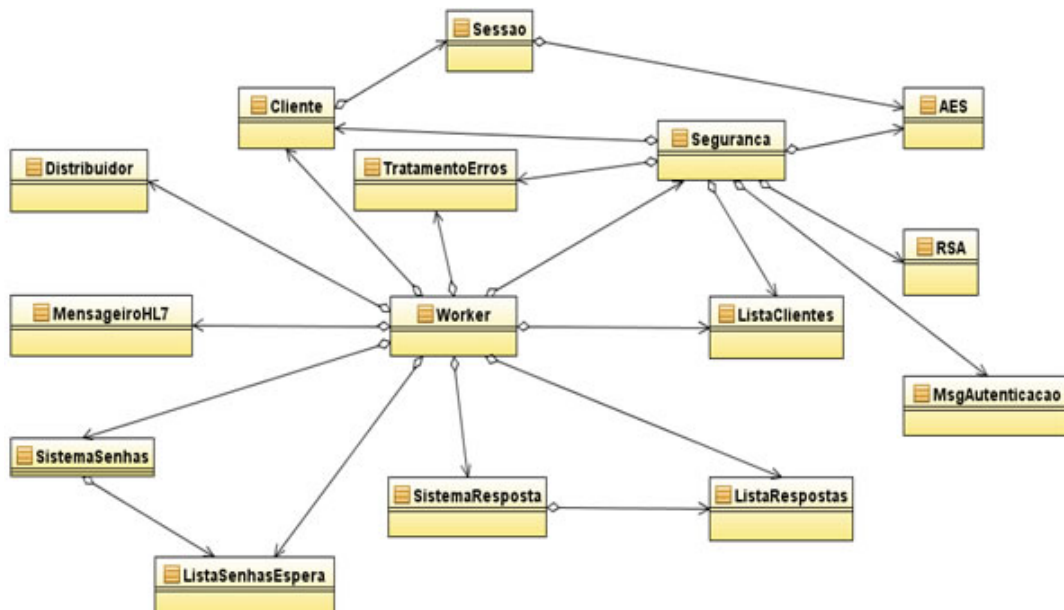 Sessao
Cliente
AES
Seguranca
Distribuidor
TratamentoErros
RSA
MensageiroHL7
Worker
ListaClientes
MsgAutenticacao
SistemaSenhas
SistemaResposta
ListaRespostas
ListaSenhasEspera